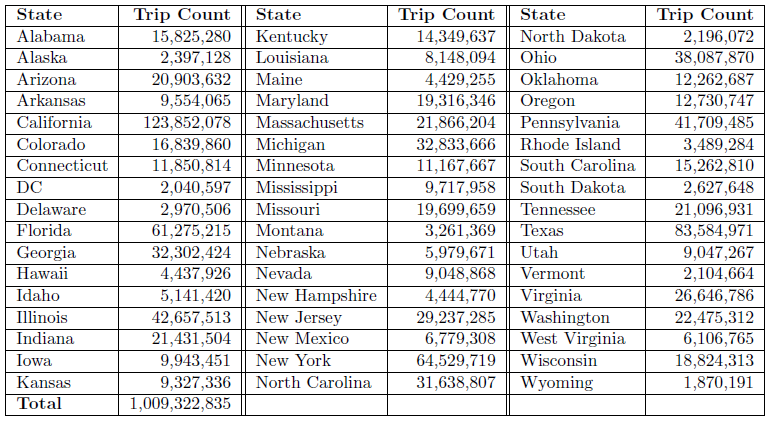 State Trip Count State Trip Count State Trip Count
Alabama 15,825,280 Kentucky 14,349,637 North Dakota 2,196,072
Alaska 2,397,128 Louisiana 8,148,094 Ohio 38,087,870
Arizona 20,903,632 Maine 4,429,255 Oklahoma 12,262,687
Arkansas 9,554,065 Maryland 19,316,346 Oregon 12,730,747
California 123,852,078 Massachusetts 21,866,204 Pennsylvania 41,709,485
Colorado 16,839,860 Michigan 32,833,666 Rhode Island 3,489,284
Connecticut 11,850,814 Minnesota 11,167,667 South Carolina 15,262,810
DC 2,040,597 Mississippi 9,717,958 South Dakota 2,627,648
Delaware 2,970,506 Missouri 19,699,659 Tennessee 21,096,931
Florida 61,275,215 Montana 3,261,369 Texas 83,584,971
Georgia 32,302,424 Nebraska 5,979,671 Utah 9,047,267
Hawaii 4,437,926 Nevada 9,048,868 Vermont 2,104,664
Idaho 5,141,420 New Hampshire 4,444,770 Virginia 26,646,786
Illinois 42,657,513 New Jersey 29,237,285 Washington 22,475,312
Indiana 21,431,504 New Mexico 6,779,308 West Virginia 6,106,765
Iowa 9,943,451 New York 64,529,719 Wisconsin 18,824,313
Kansas 9,327,336 North Carolina 31,638,807 Wyoming 1,870,191
Total 1,009,322,835